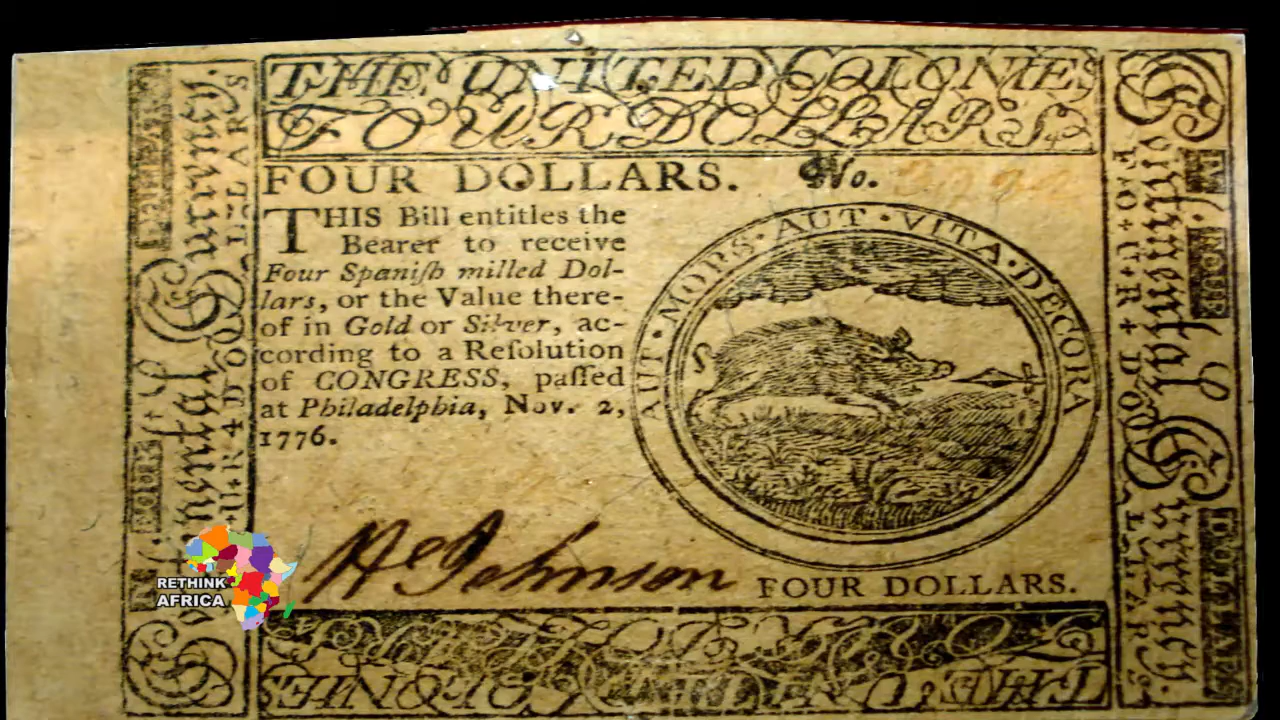 THE UNITED COLONIES
FOUR DOLLARS.
FOUR DOLLARS. No.
THIS Bill entitles the
Bearer to receive
Four Spaniſh milled Dol-
lars, or the Value there-
of in Gold or Silver, ac-
cording to a Reſolution
of CONGRESS, paſſed
at Philadelphia, Nov. 2,
1776.
AUT·MORS·AUT·VITA·DECORA
HeJohnson
FOUR DOLLARS.
Continental Currency
FO+U+R+DOLLARS
Continental Currency
RETHINK
AFRICA